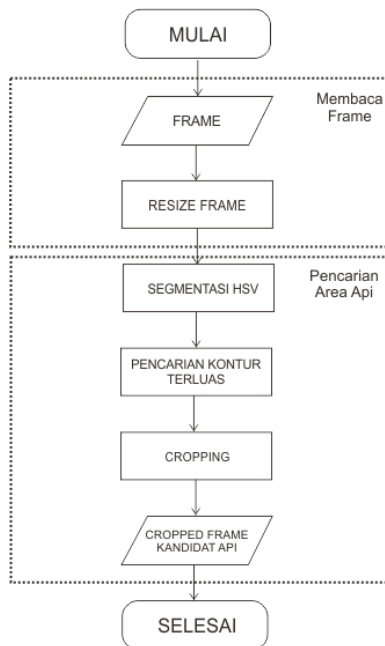 MULAI
Membaca
Frame
FRAME
RESIZE FRAME
Pencarian
Area Api
SEGMENTASI HSV
PENCARIAN KONTUR
TERLUAS
CROPPING
CROPPED FRAME
KANDIDAT API
SELESAI